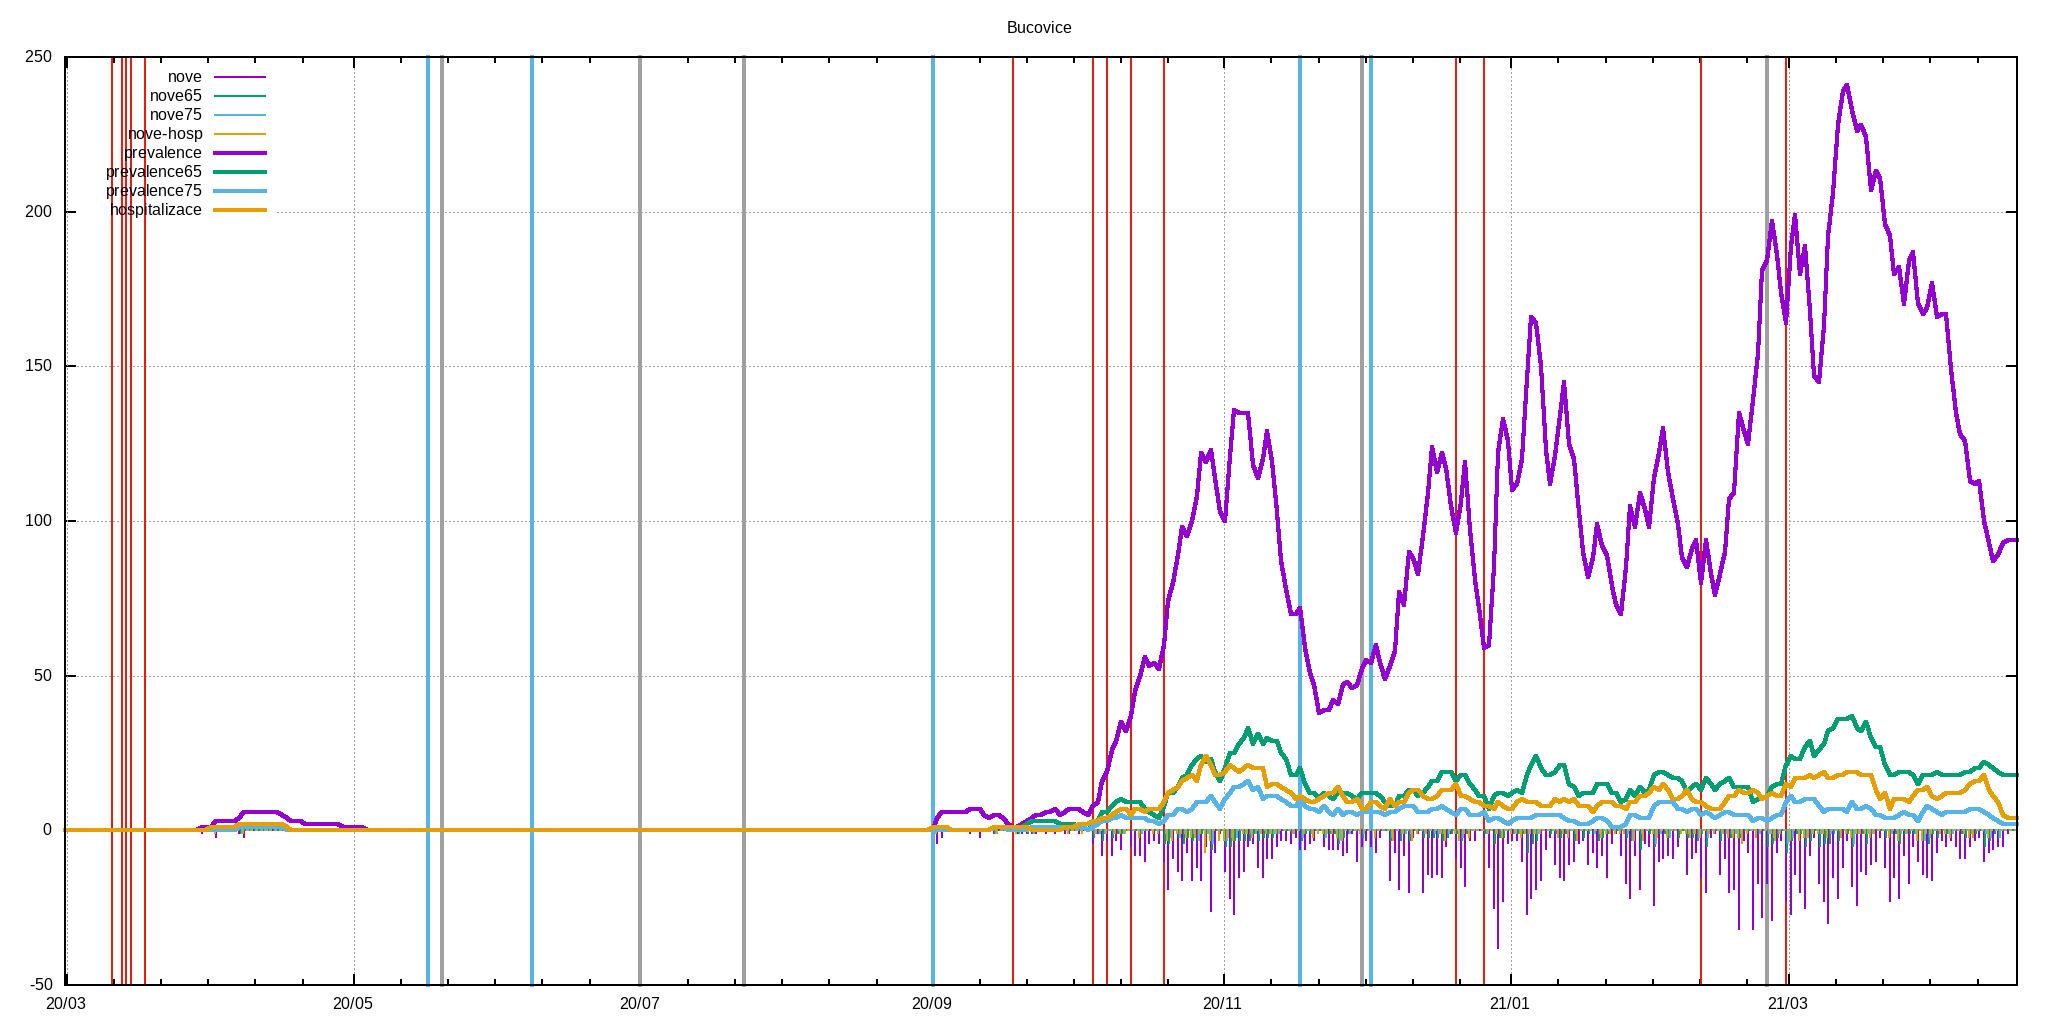 Bucovice
250
200
150
100
50
0
-50
nove
nove65
nove75
nove-hosp
prevalence
prevalence65
prevalence75
hospitalizace
20/03 20/05 20/07 20/09 20/11 21/01 21/03